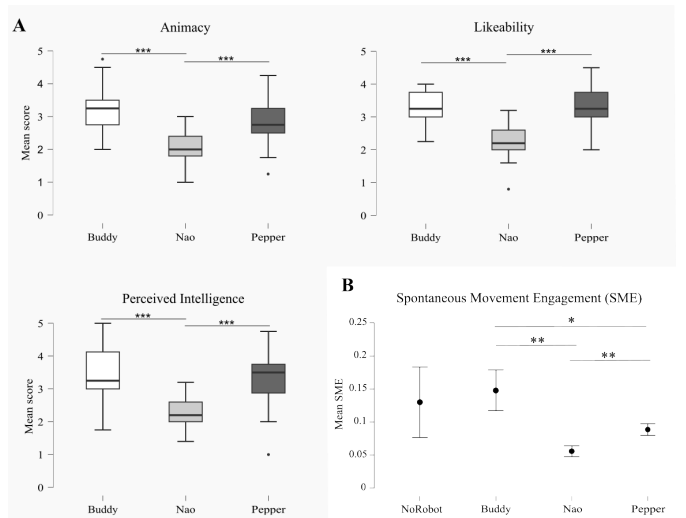 A
Animacy
Mean score
5
4
3
2
1
0
***
***
Buddy Nao Pepper
Likeability
5
4
3
2
1
0
***
***
Buddy Nao Pepper
Perceived Intelligence
Mean score
5
4
3
2
1
0
***
***
Buddy Nao Pepper
B
Spontaneous Movement Engagement (SME)
Mean SME
0.25
0.2
0.15
0.1
0.05
0
*
**
**
NoRobot Buddy Nao Pepper